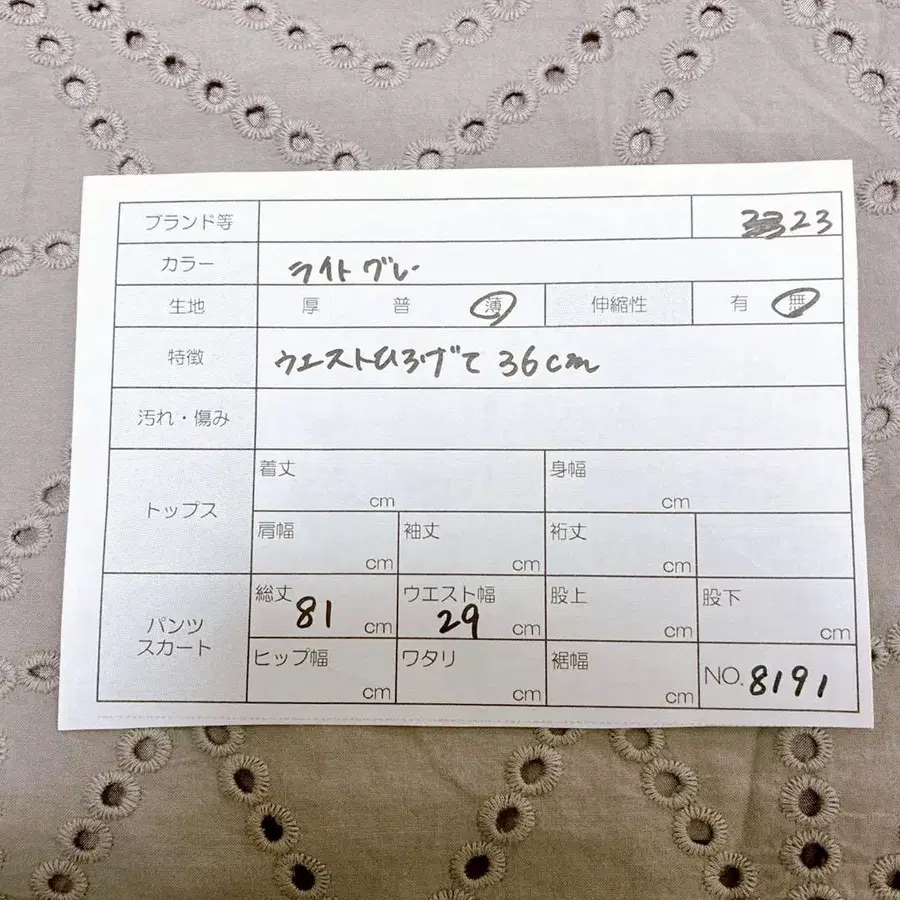 ブランド等 23
カラー ライトグレー
生地 厚 普 薄 伸縮性 有 無
特徴 ウエストひろげて 36cm
汚れ・傷み
トップス
着丈 cm 身幅 cm
肩幅 cm 袖丈 cm 裄丈 cm
パンツ
スカート
総丈 81 cm ウエスト幅 29 cm 股上 cm 股下 cm
ヒップ幅 cm ワタリ cm 裾幅 cm NO. 8191